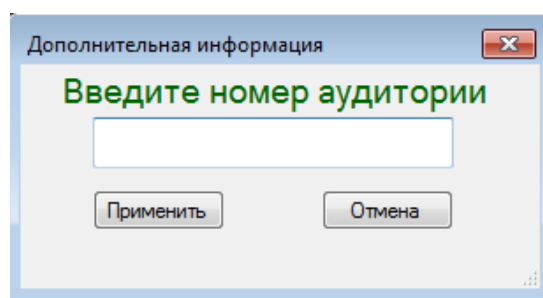 Дополнительная информация
Введите номер аудитории
Применить Отмена